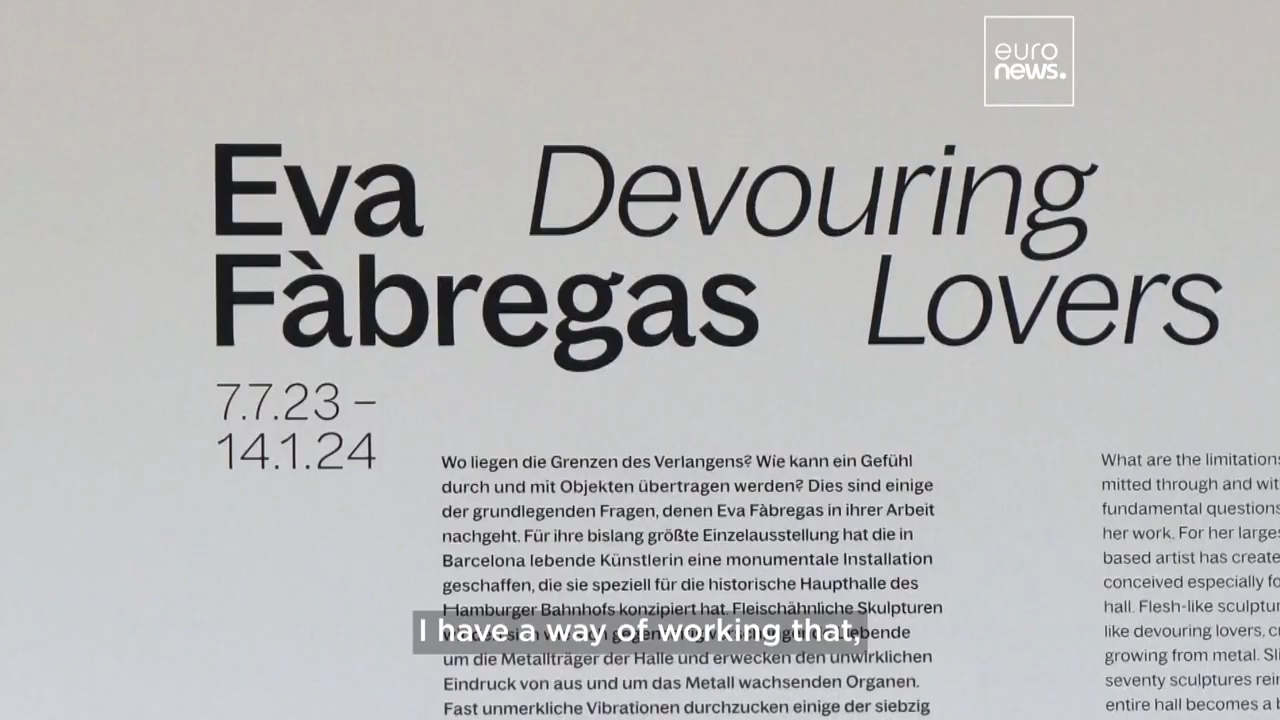 euro
news.
Eva Devouring
Fàbregas Lovers
7.7.23 –
14.1.24
Wo liegen die Grenzen des Verlangens? Wie kann ein Gefühl
durch und mit Objekten übertragen werden? Dies sind einige
der grundlegenden Fragen, denen Eva Fàbregas in ihrer Arbeit
nachgeht. Für ihre bislang größte Einzelausstellung hat die in
Barcelona lebende Künstlerin eine monumentale Installation
geschaffen, die sie speziell für die historische Haupthalle des
Hamburger Bahnhofs konzipiert hat. Fleischähnliche Skulpturen
um die Metallträger der Halle und erwecken den unwirklichen
Eindruck von aus und um das Metall wachsenden Organen.
Fast unmerkliche Vibrationen durchzucken einige der siebzig
What are the limitations
mitted through and wit
fundamental questions
her work. For her larges
based artist has create
conceived especially fo
hall. Flesh-like sculptur
like devouring lovers, c
growing from metal. Sli
seventy sculptures rei
entire hall becomes a
I have a way of working that,